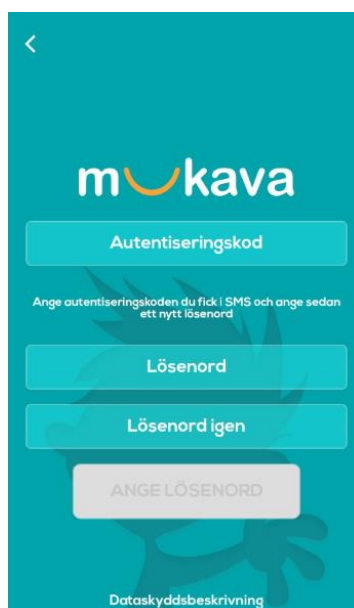 mukava
Autentiseringskod
Ange autentiseringskoden du fick i SMS och ange sedan
ett nytt lösenord
Lösenord
Lösenord igen
ANGE LÖSENORD
Dataskyddsbeskrivning